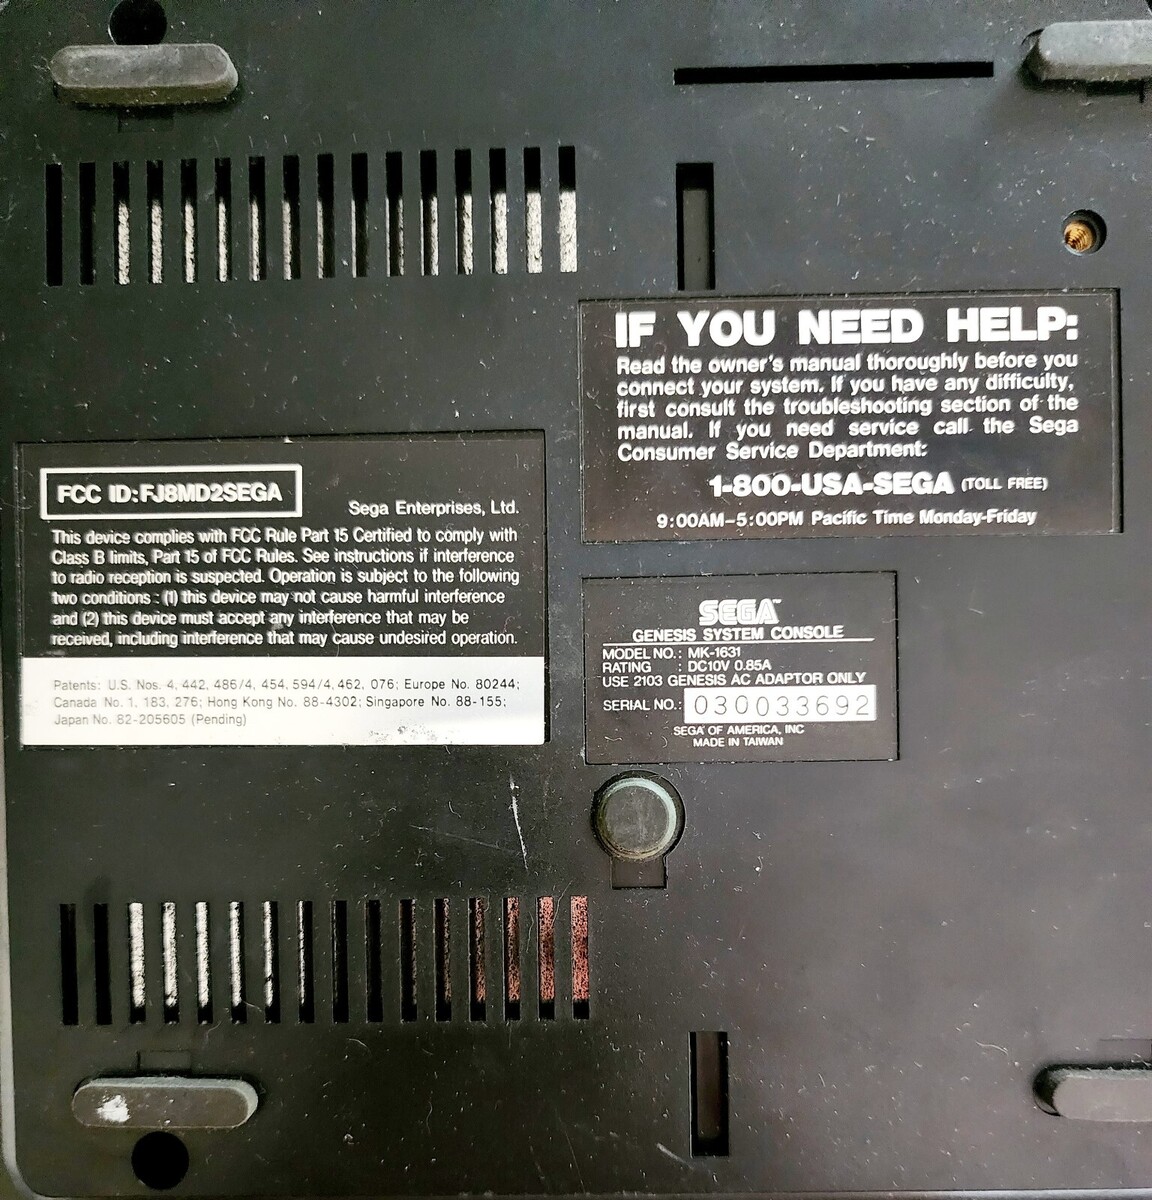 IF YOU NEED HELP:
Read the owner's manual thoroughly before you
connect your system. If you have any difficulty,
first consult the troubleshooting section of the
manual. If you need service call the Sega
Consumer Service Department:
1-800-USA-SEGA (TOLL FREE)
9:00AM–5:00PM Pacific Time Monday-Friday
FCC ID:FJ8MD2SEGA
Sega Enterprises, Ltd.
This device complies with FCC Rule Part 15 Certified to comply with
Class B limits, Part 15 of FCC Rules. See instructions if interference
to radio reception is suspected. Operation is subject to the following
two conditions : (1) this device may not cause harmful interference
and (2) this device must accept any interference that may be
received, including interference that may cause undesired operation.
Patents: U.S. Nos. 4, 442, 486/4, 454, 594/4, 462, 076; Europe No. 80244;
Canada No. 1, 183, 276; Hong Kong No. 88-4302; Singapore No. 88-155;
Japan No. 82-205605 (Pending)
SEGA™
GENESIS SYSTEM CONSOLE
MODEL NO. : MK-1631
RATING : DC10V 0.85A
USE 2103 GENESIS AC ADAPTOR ONLY
SERIAL NO.: 030033692
SEGA OF AMERICA, INC
MADE IN TAIWAN